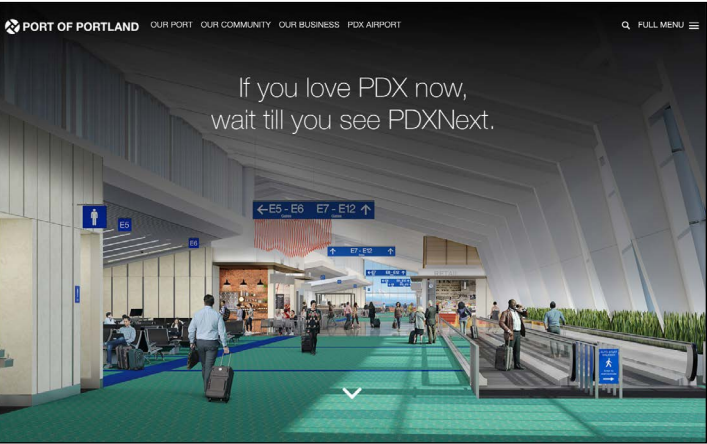 PORT OF PORTLAND
OUR PORT OUR COMMUNITY OUR BUSINESS PDX AIRPORT
FULL MENU
If you love PDX now,
wait till you see PDXNext.
E5
E6
←E5 - E6 E7 - E12 ↑
↑ E7 - E12 ↑
RETAIL